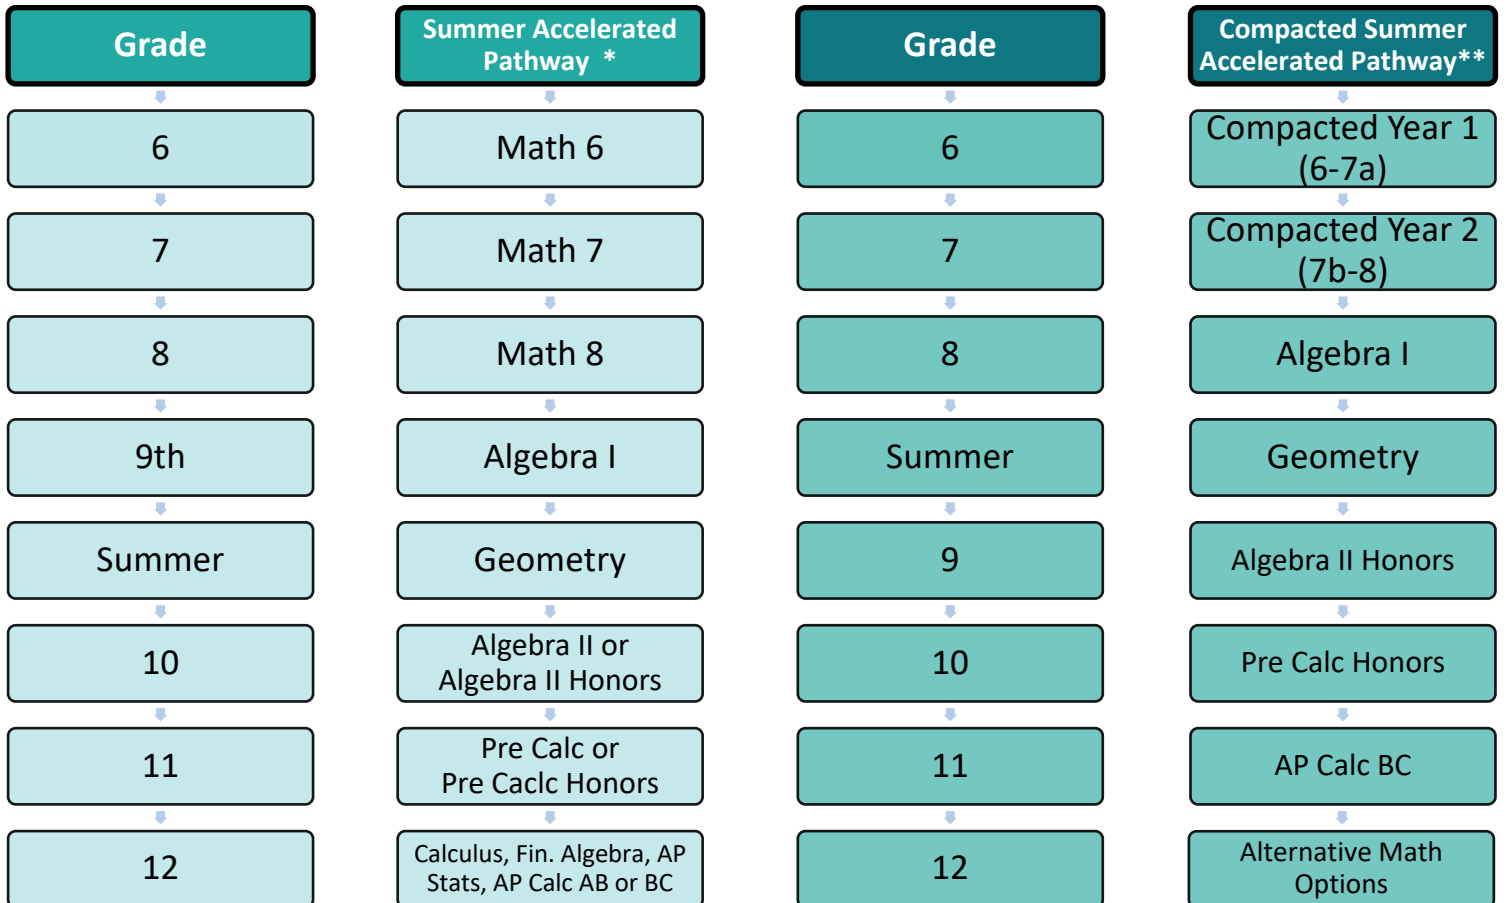 Grade
Summer Accelerated
Pathway *
Grade
Compacted Summer
Accelerated Pathway**
6
Math 6
6
Compacted Year 1
(6-7a)
7
Math 7
7
Compacted Year 2
(7b-8)
8
Math 8
8
Algebra I
9th
Algebra I
Summer
Geometry
Summer
Geometry
9
Algebra II Honors
10
Algebra II or
Algebra II Honors
10
Pre Calc Honors
11
Pre Calc or
Pre Caclc Honors
11
AP Calc BC
12
Calculus, Fin. Algebra, AP
Stats, AP Calc AB or BC
12
Alternative Math
Options